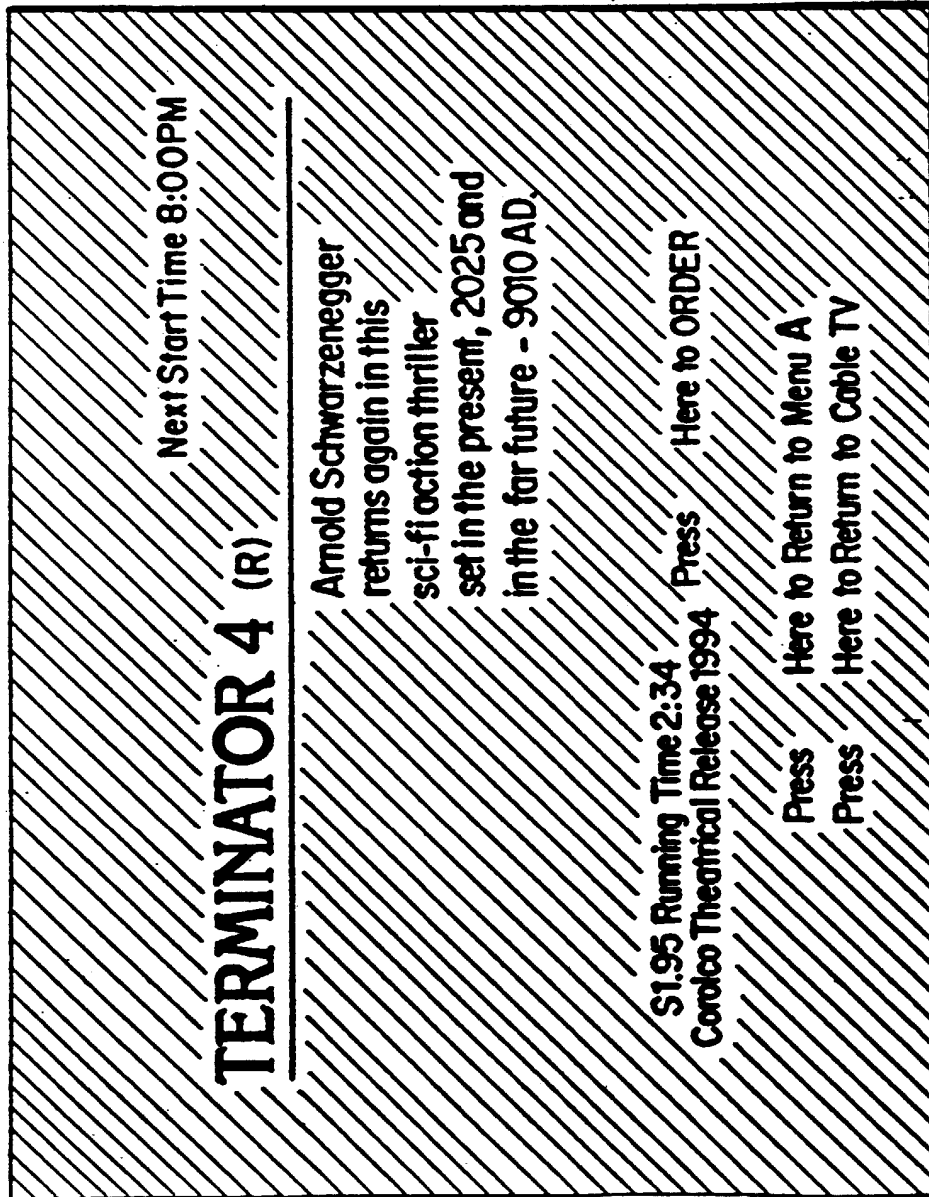 Next Start Time 8:00PM
TERMINATOR 4 (R)
Arnold Schwarzenegger
returns again in this
sci-fi action thriller
set in the present, 2025 and
in the far future - 9010 AD.
$1.95 Running Time 2:34
Carolco Theatrical Release 1994
Press Here to ORDER
Press Here to Return to Menu A
Press Here to Return to Cable TV